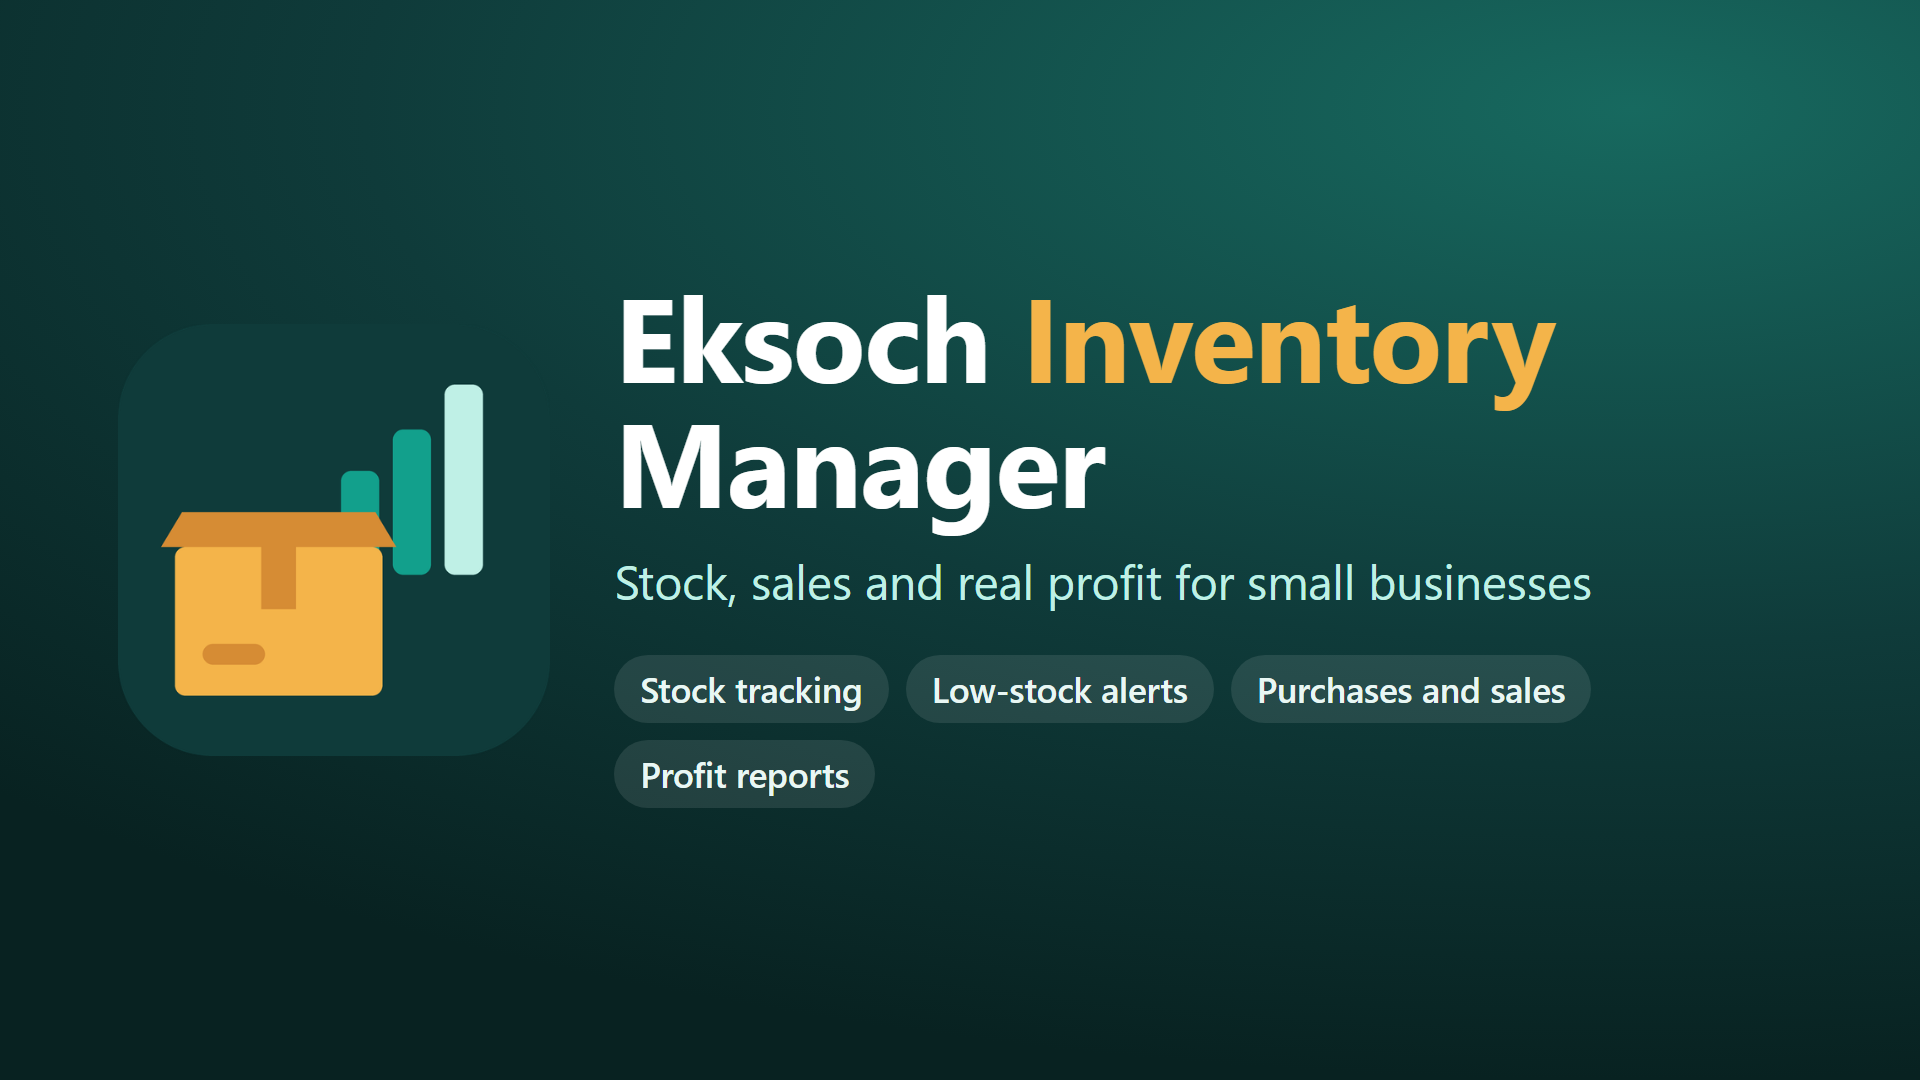 Eksoch Inventory
Manager
Stock, sales and real profit for small businesses
Stock tracking Low-stock alerts Purchases and sales
Profit reports